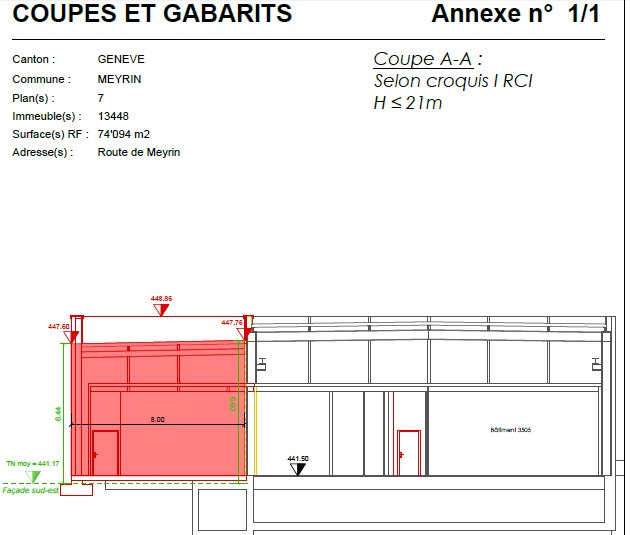 COUPES ET GABARITS
Annexe n° 1/1
Canton : GENEVE
Commune : MEYRIN
Plan(s) : 7
Immeuble(s) : 13448
Surface(s) RF : 74'094 m2
Adresse(s) : Route de Meyrin
Coupe A-A :
Selon croquis I RCI
H ≤ 21m
448.86
447.60
447.76
6.44
8.00
Bâtiment 3505
441.50
TN moy = 441.17
Façade sud-est